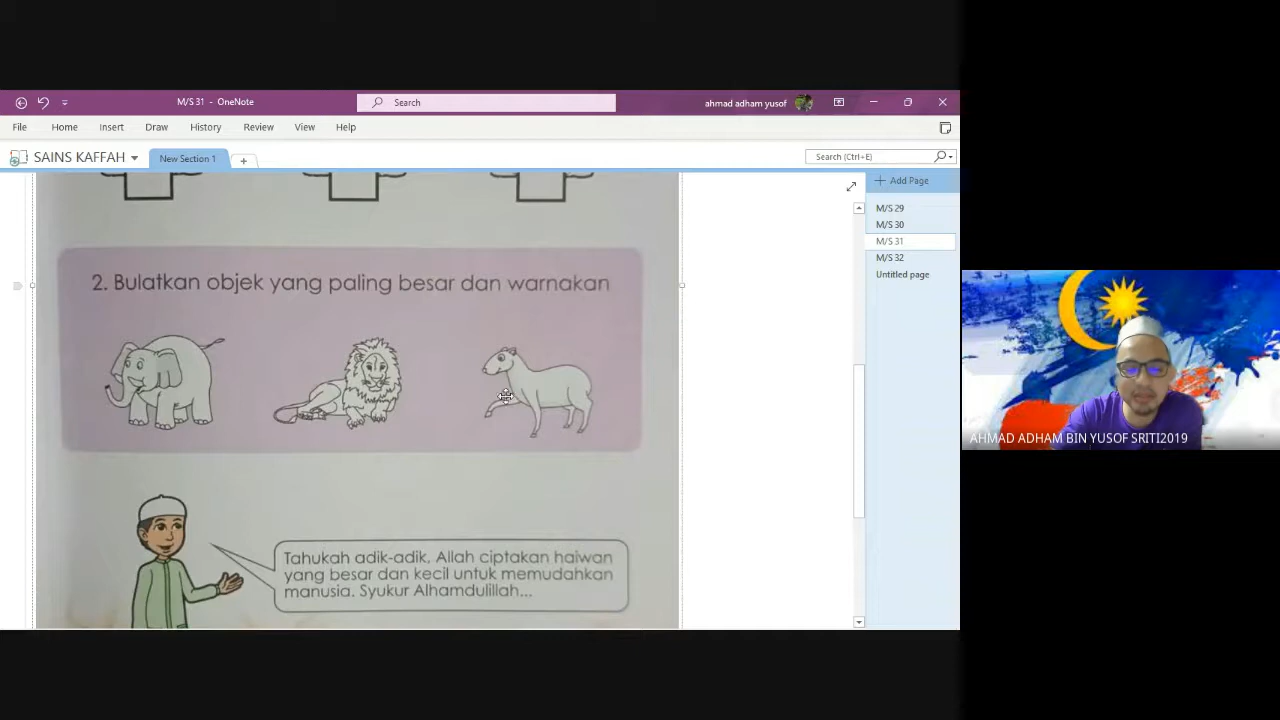 M/S 31 - OneNote
Search
ahmad adham yusof
File Home Insert Draw History Review View Help
SAINS KAFFAH
New Section 1
Search (Ctrl+E)
Add Page
M/S 29
M/S 30
M/S 31
M/S 32
Untitled page
2. Bulatkan objek yang paling besar dan warnakan
Tahukah adik-adik, Allah ciptakan haiwan
yang besar dan kecil untuk memudahkan
manusia. Syukur Alhamdulillah...
AHMAD ADHAM BIN YUSOF SRITI2019